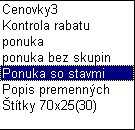 Cenovky3
Kontrola rabatu
ponuka
ponuka bez skupin
Ponuka so stavmi
Popis premenných
Štítky 70x25(30)